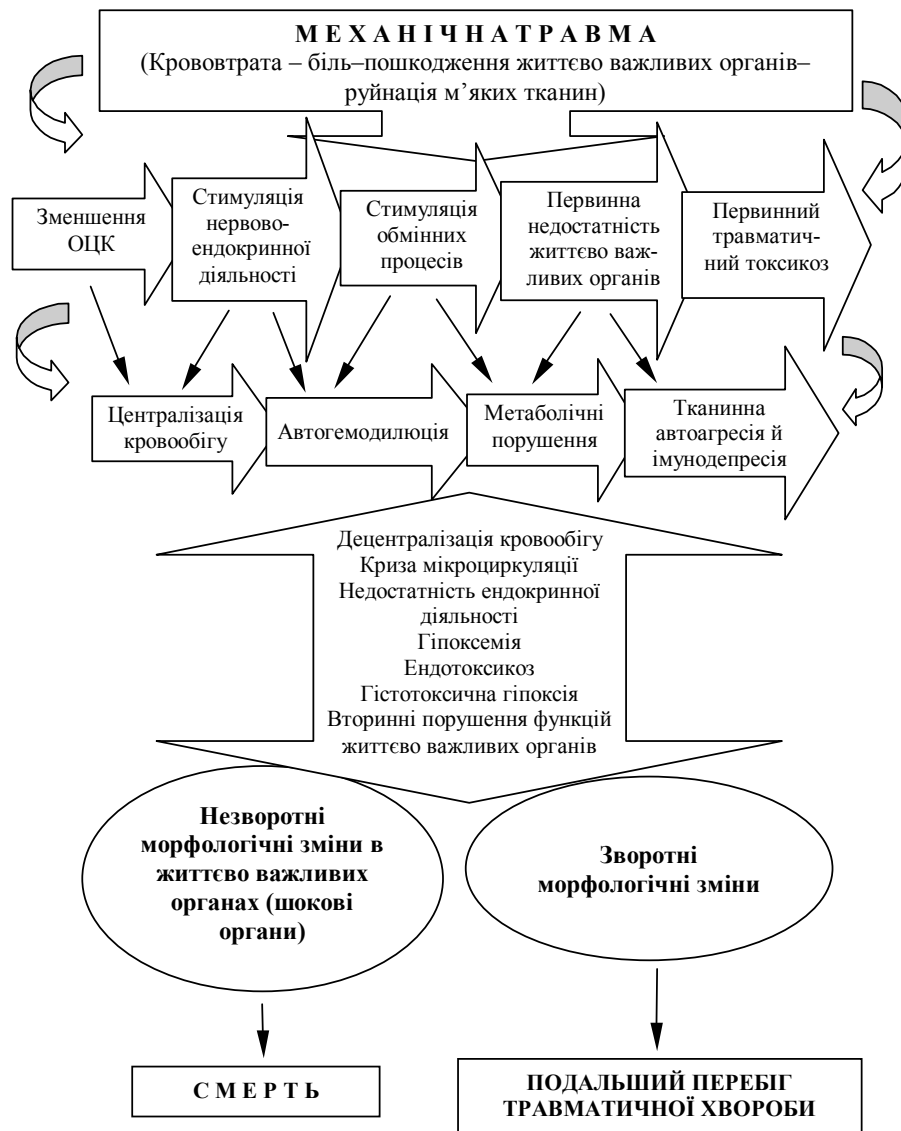 М Е Х А Н І Ч Н А Т Р А В М А
(Крововтрата – біль–пошкодження життєво важливих органів–
руйнація м’яких тканин)
Зменшення
ОЦК
Стимуляція
нервово-
ендокринної
діяльності
Стимуляція
обмінних
процесів
Первинна
недостатність
життєво важ-
ливих органів
Первинний
травматич-
ний токсикоз
Централізація
кровообігу
Автогемодилюція
Метаболічні
порушення
Тканинна
автоагресія й
імунодепресія
Децентралізація кровообігу
Криза мікроциркуляції
Недостатність ендокринної
діяльності
Гіпоксемія
Ендотоксикоз
Гістотоксична гіпоксія
Вторинні порушення функцій
життєво важливих органів
Незворотні
морфологічні зміни в
життєво важливих
органах (шокові
органи)
Зворотні
морфологічні зміни
С М Е Р Т Ь
ПОДАЛЬШИЙ ПЕРЕБІГ
ТРАВМАТИЧНОЇ ХВОРОБИ